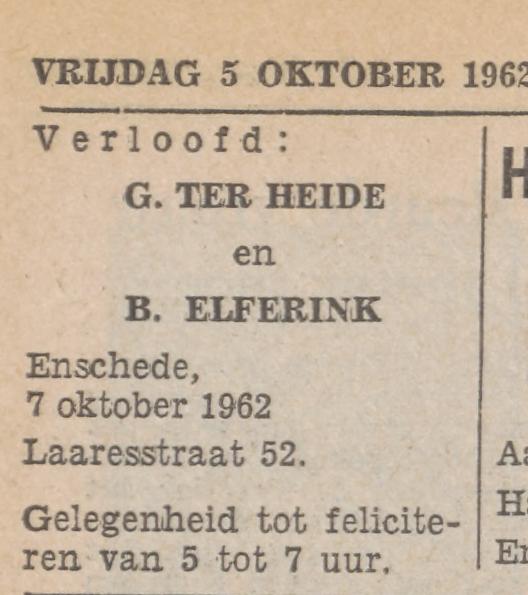 VRIJDAG 5 OKTOBER 1962
Verloofd:
G. TER HEIDE
en
B. ELFERINK
Enschede,
7 oktober 1962
Laaresstraat 52.
Gelegenheid tot felicite-
ren van 5 tot 7 uur.